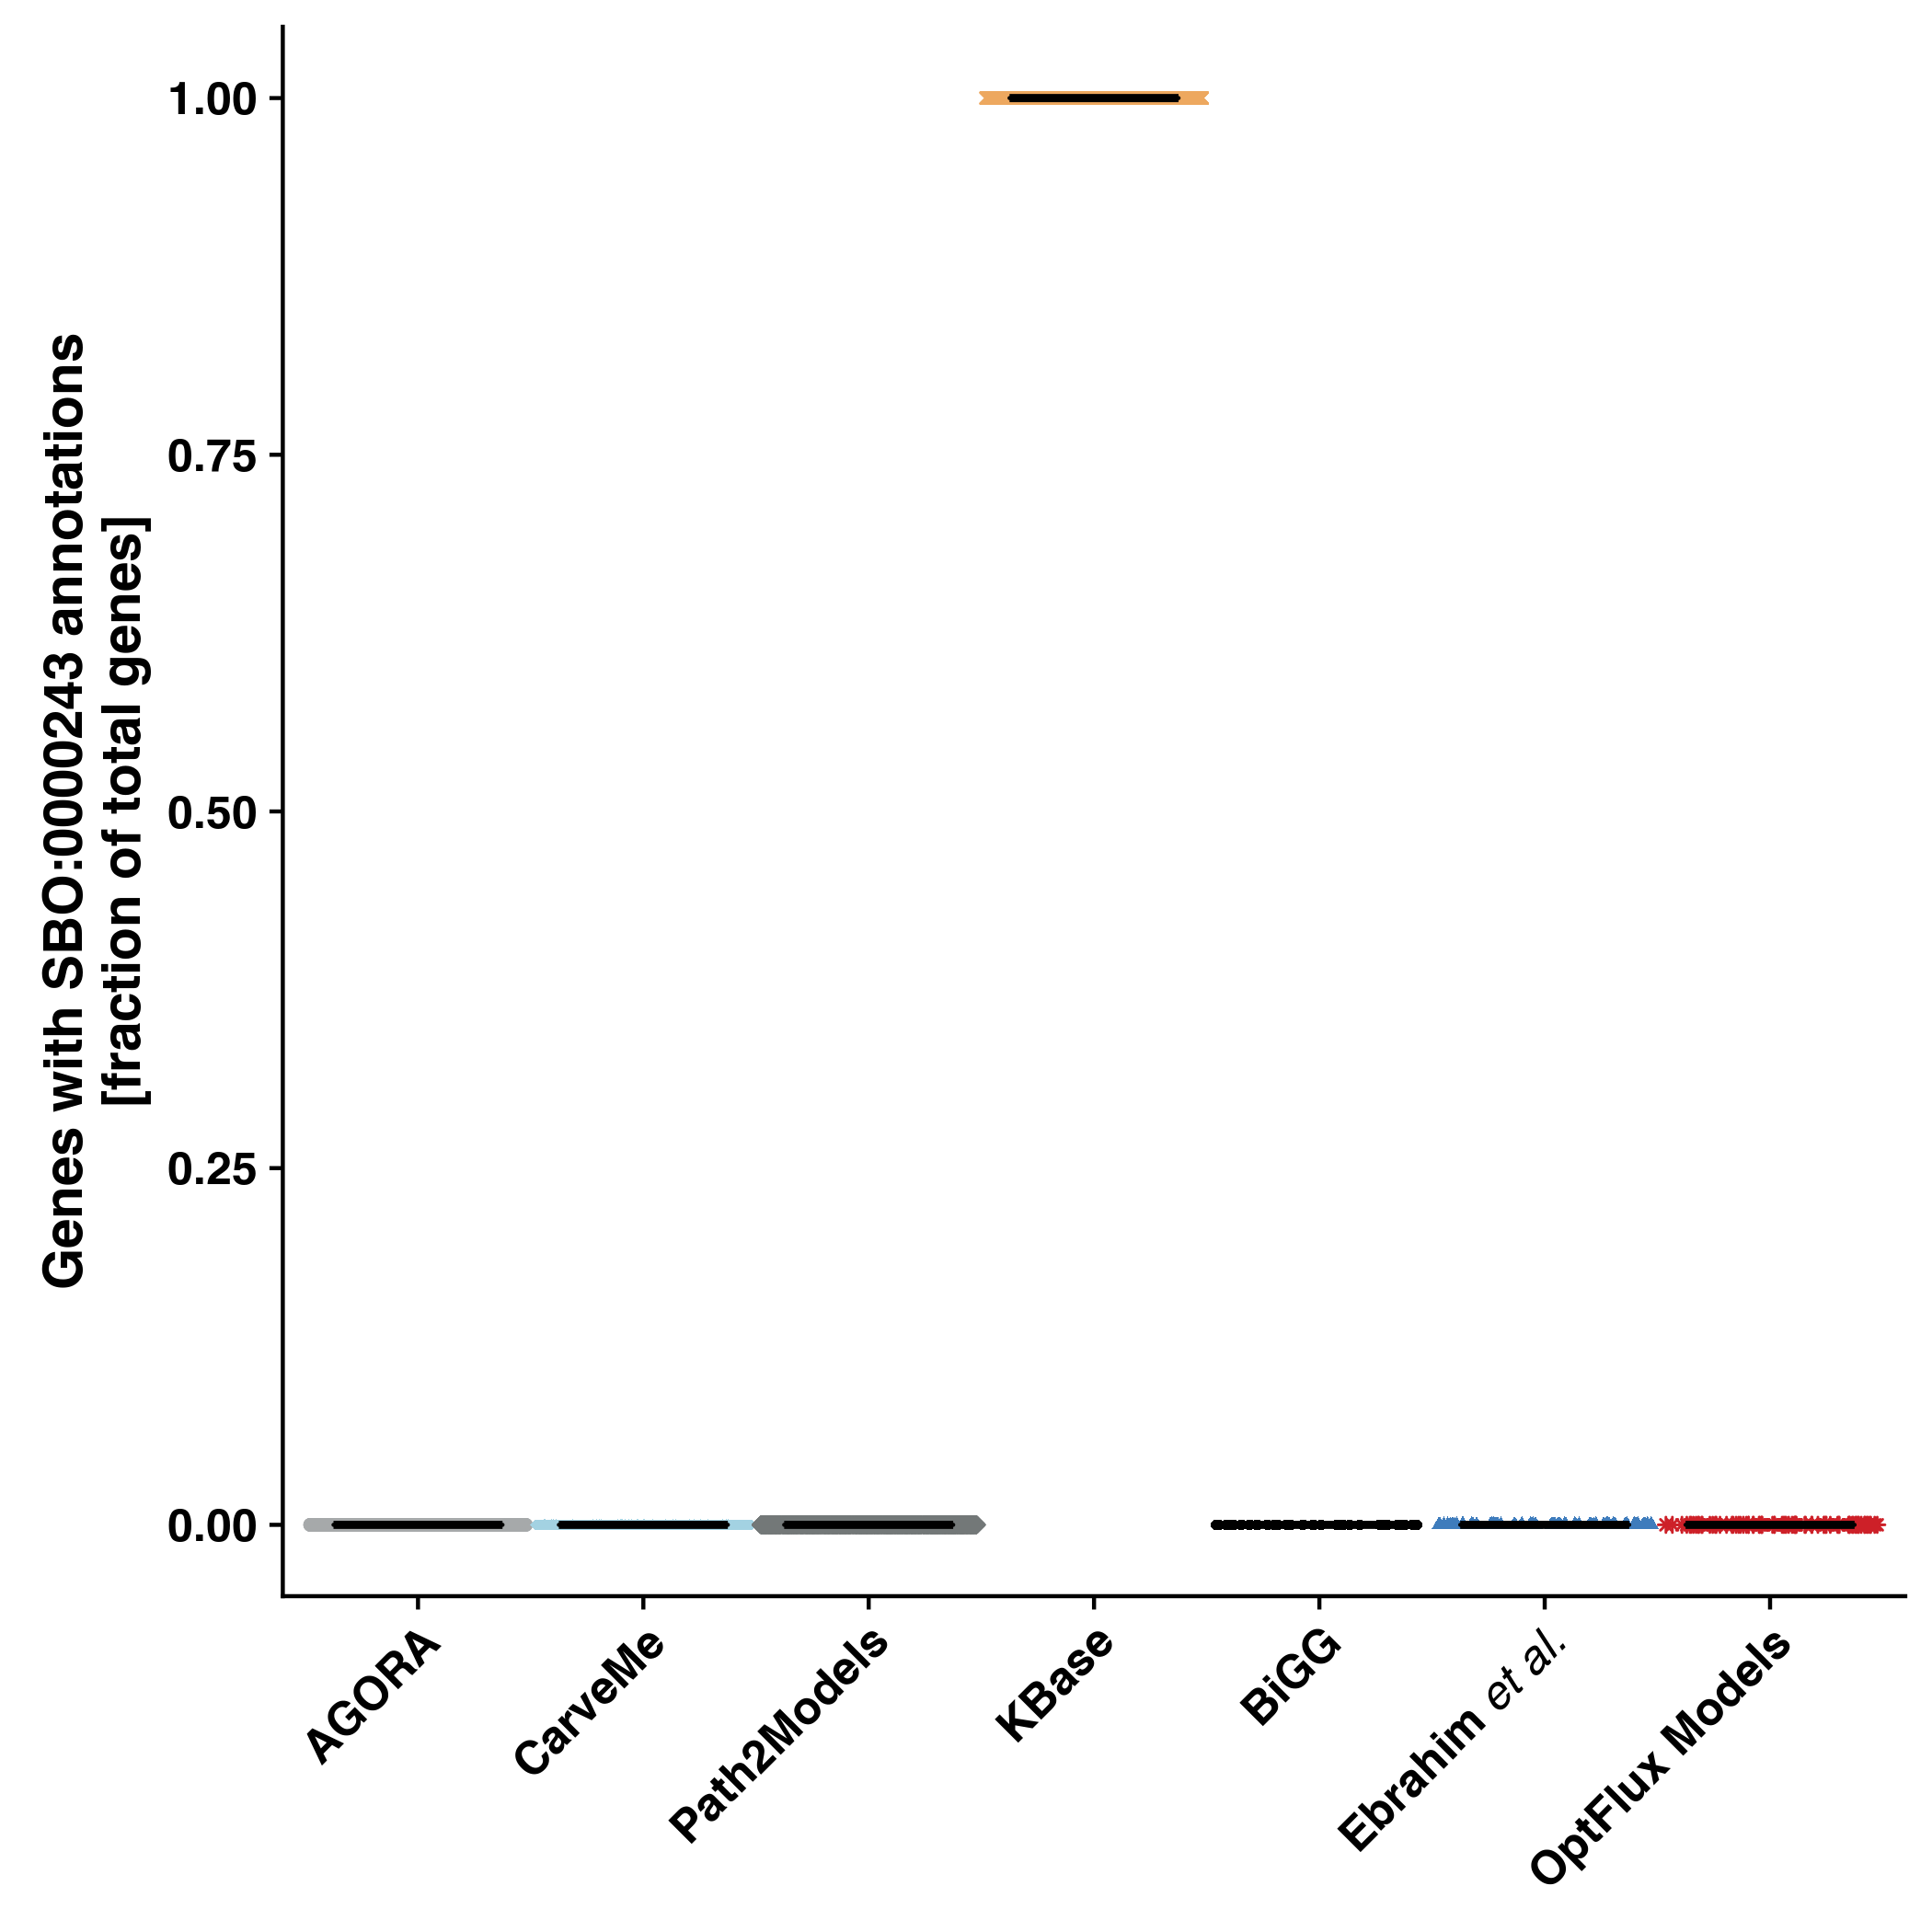 Genes with SBO:0000243 annotations
[fraction of total genes]
1.00
0.75
0.50
0.25
0.00
AGORA
CarveMe
Path2Models
KBase
BiGG
Ebrahim et al.
OptFlux Models